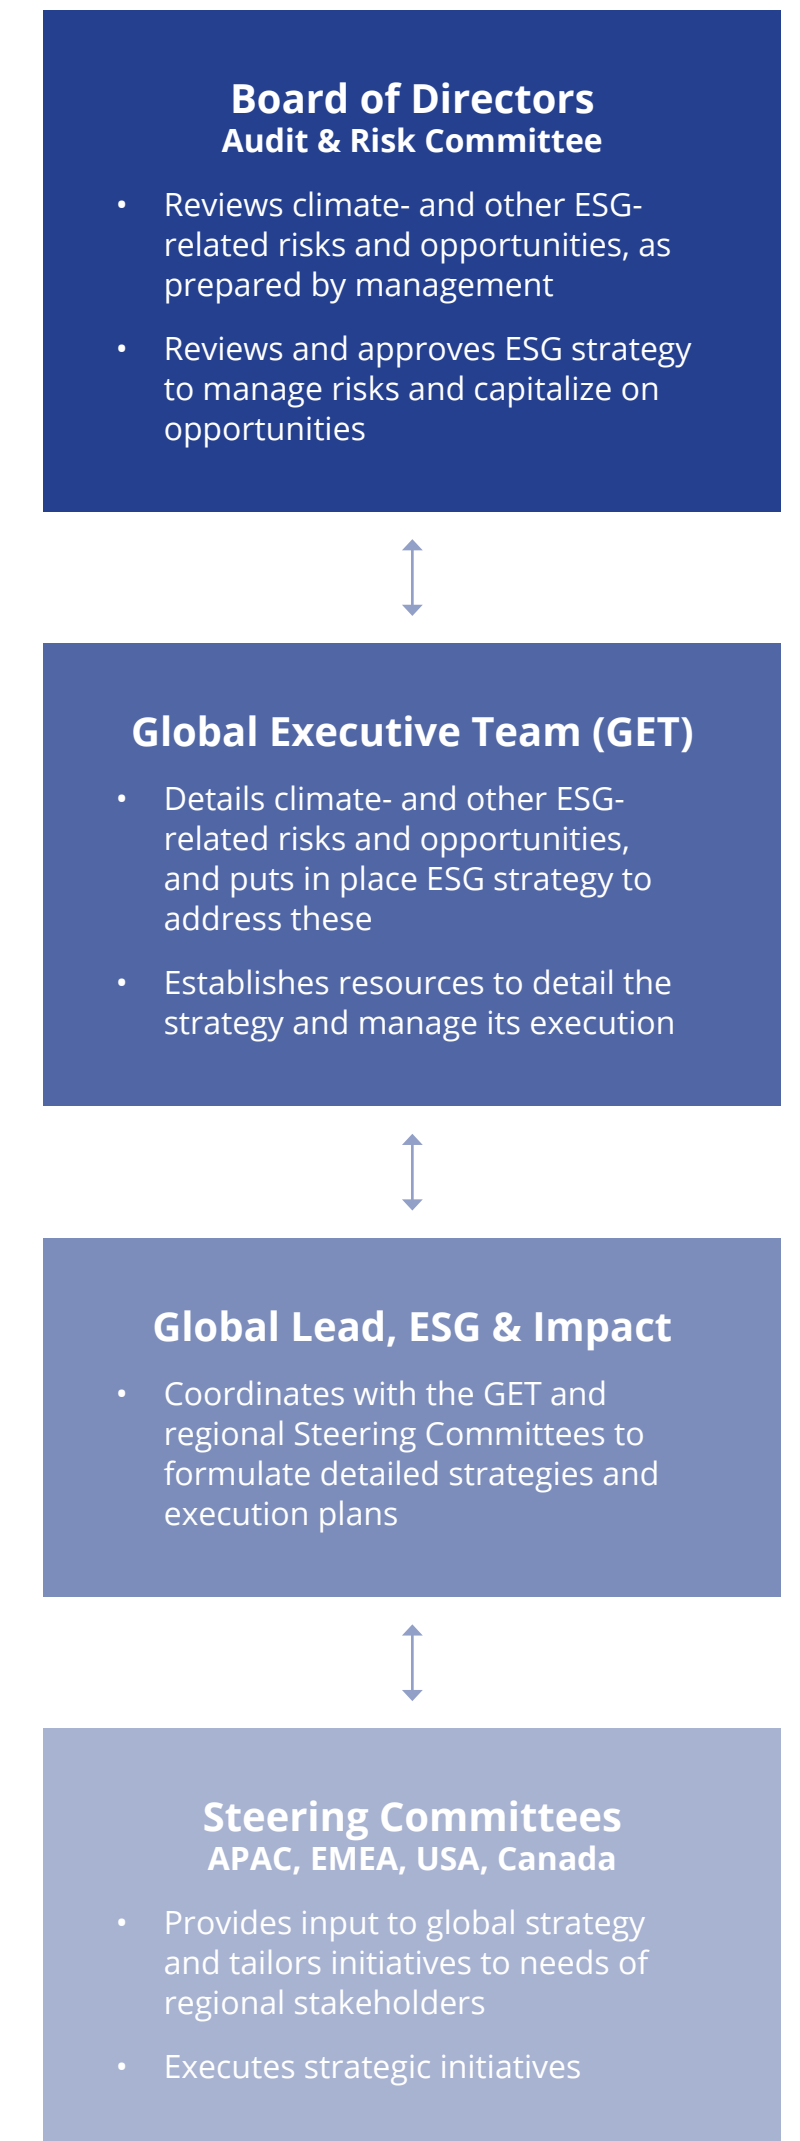 Board of Directors
Audit & Risk Committee
• Reviews climate- and other ESG-
related risks and opportunities, as
prepared by management
• Reviews and approves ESG strategy
to manage risks and capitalize on
opportunities
Global Executive Team (GET)
• Details climate- and other ESG-
related risks and opportunities,
and puts in place ESG strategy to
address these
• Establishes resources to detail the
strategy and manage its execution
Global Lead, ESG & Impact
• Coordinates with the GET and
regional Steering Committees to
formulate detailed strategies and
execution plans
Steering Committees
APAC, EMEA, USA, Canada
• Provides input to global strategy
and tailors initiatives to needs of
regional stakeholders
• Executes strategic initiatives